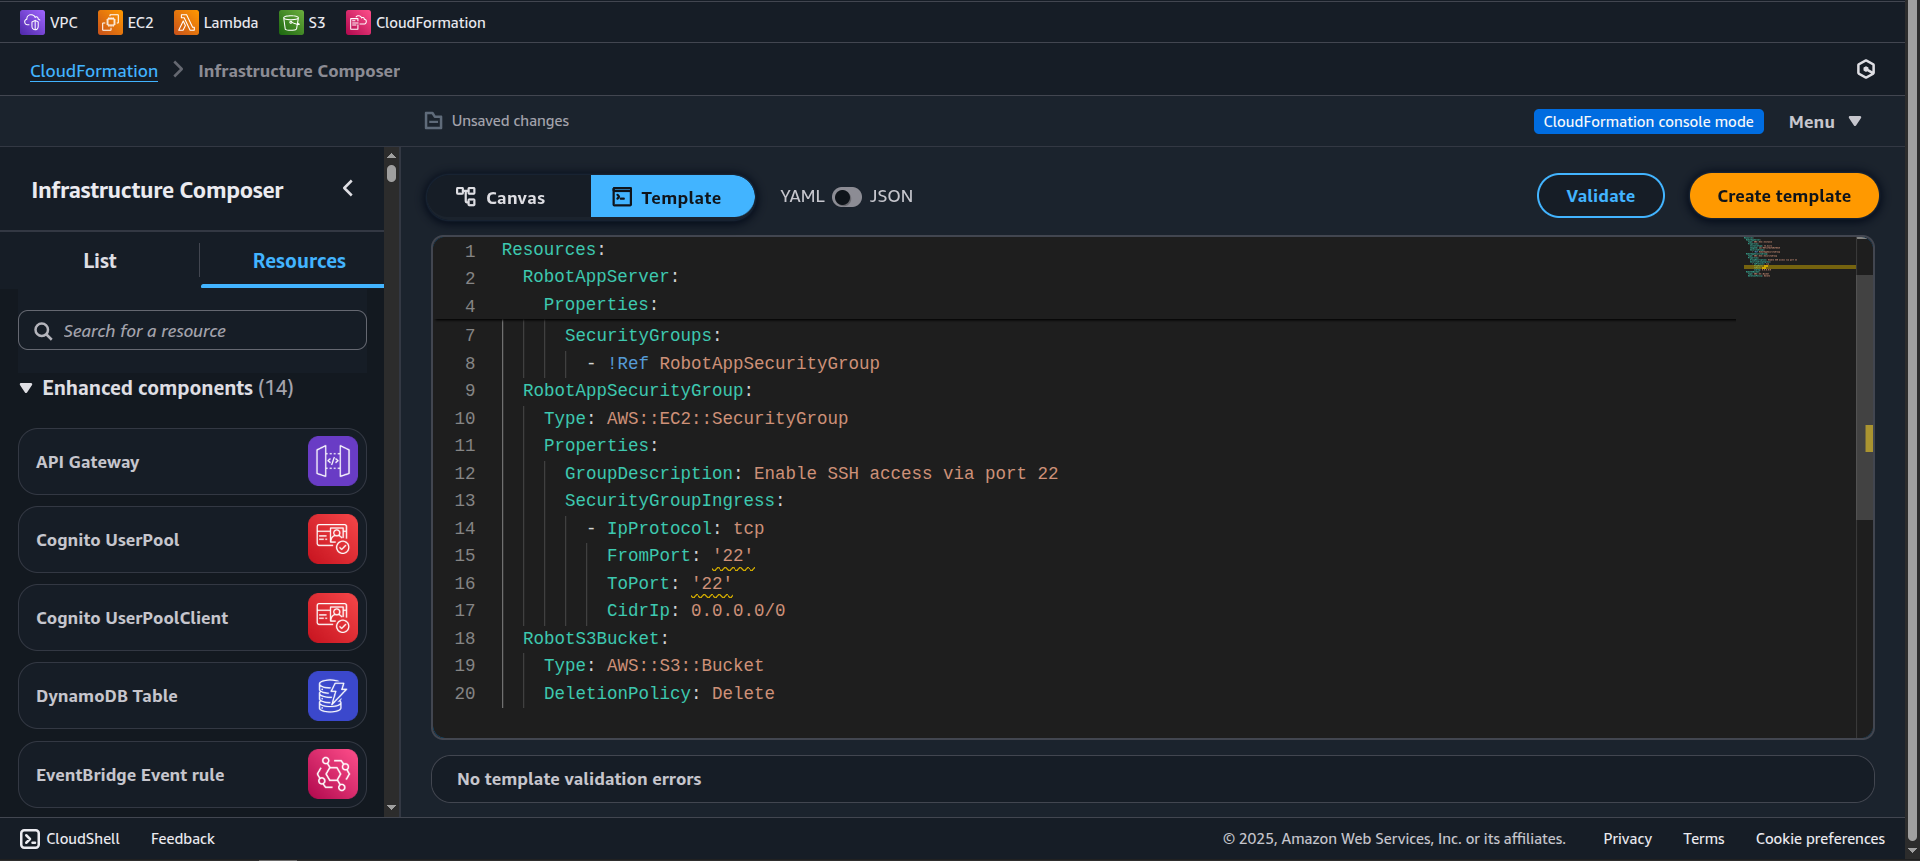 VPC EC2 Lambda S3 CloudFormation
CloudFormation Infrastructure Composer
Unsaved changes CloudFormation console mode Menu
Infrastructure Composer
List Resources
Search for a resource
Enhanced components (14)
API Gateway
Cognito UserPool
Cognito UserPoolClient
DynamoDB Table
EventBridge Event rule
Canvas Template YAML JSON Validate Create template
1 Resources:
2 RobotAppServer:
4 Properties:
7 SecurityGroups:
8 - !Ref RobotAppSecurityGroup
9 RobotAppSecurityGroup:
10 Type: AWS::EC2::SecurityGroup
11 Properties:
12 GroupDescription: Enable SSH access via port 22
13 SecurityGroupIngress:
14 - IpProtocol: tcp
15 FromPort: '22'
16 ToPort: '22'
17 CidrIp: 0.0.0.0/0
18 RobotS3Bucket:
19 Type: AWS::S3::Bucket
20 DeletionPolicy: Delete
No template validation errors
CloudShell Feedback © 2025, Amazon Web Services, Inc. or its affiliates. Privacy Terms Cookie preferences